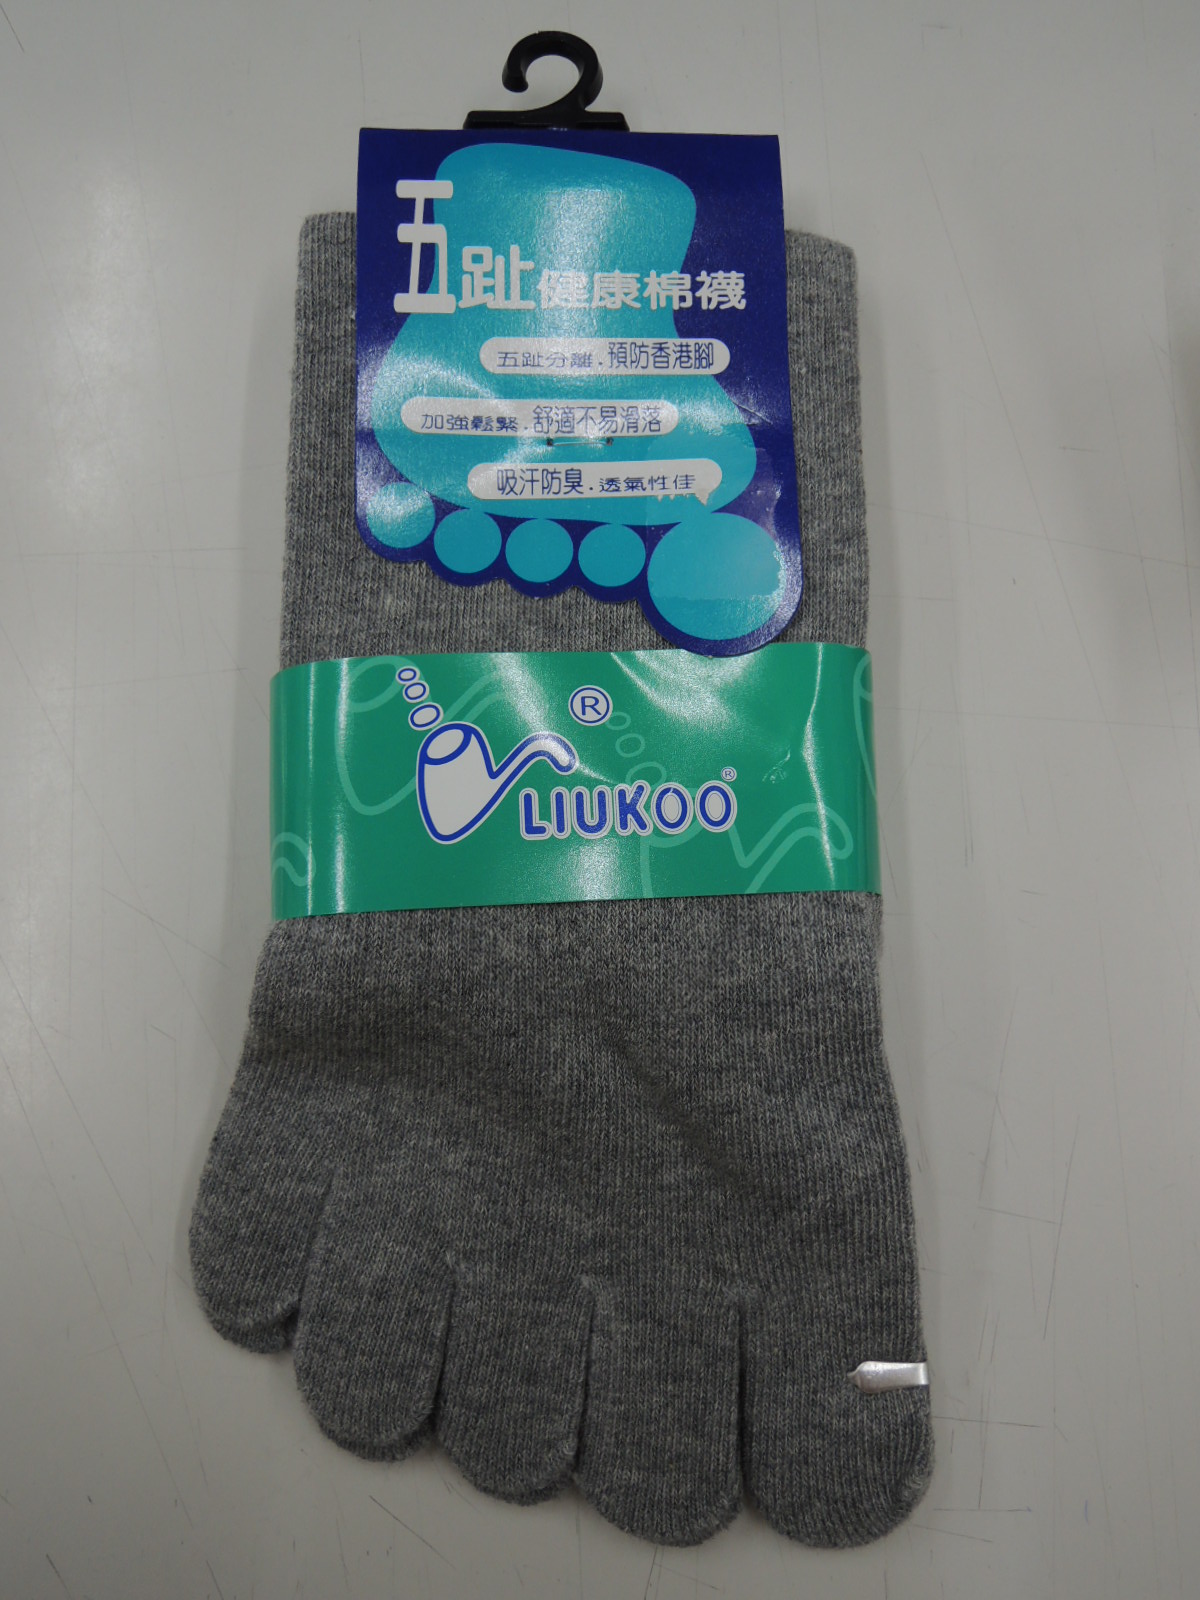 五趾健康棉襪
五趾分離.預防香港腳
加強鬆緊.舒適不易滑落
吸汗防臭.透氣性佳
®
LIUKOO®